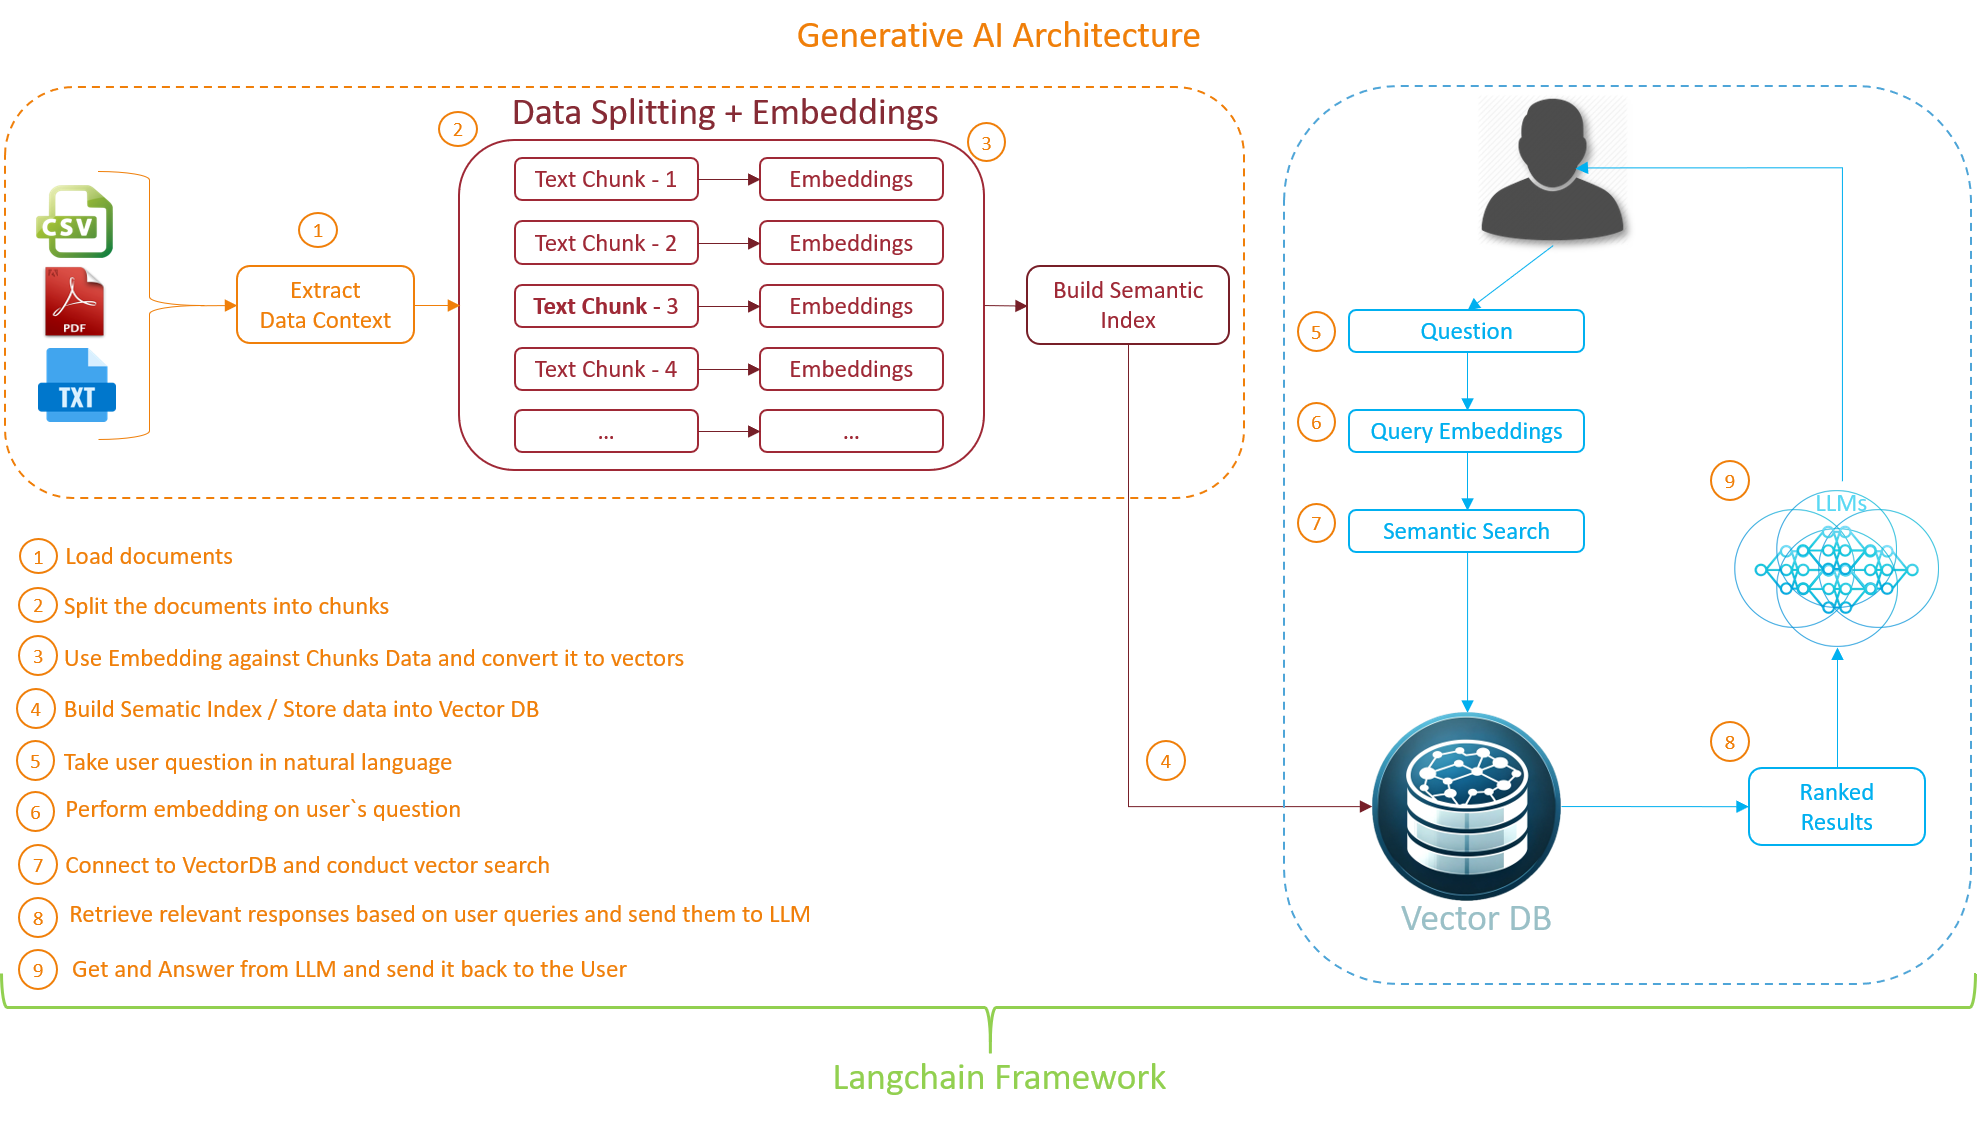 Generative AI Architecture
Data Splitting + Embeddings
2
3
CSV
PDF
TXT
1
Extract
Data Context
Text Chunk - 1
Embeddings
Text Chunk - 2
Embeddings
Text Chunk - 3
Embeddings
Text Chunk - 4
Embeddings
...
...
Build Semantic
Index
4
1 Load documents
2 Split the documents into chunks
3 Use Embedding against Chunks Data and convert it to vectors
4 Build Sematic Index / Store data into Vector DB
5 Take user question in natural language
6 Perform embedding on user`s question
7 Connect to VectorDB and conduct vector search
8 Retrieve relevant responses based on user queries and send them to LLM
9 Get and Answer from LLM and send it back to the User
5
Question
6
Query Embeddings
7
Semantic Search
Vector DB
8
Ranked
Results
9
LLMs
Langchain Framework